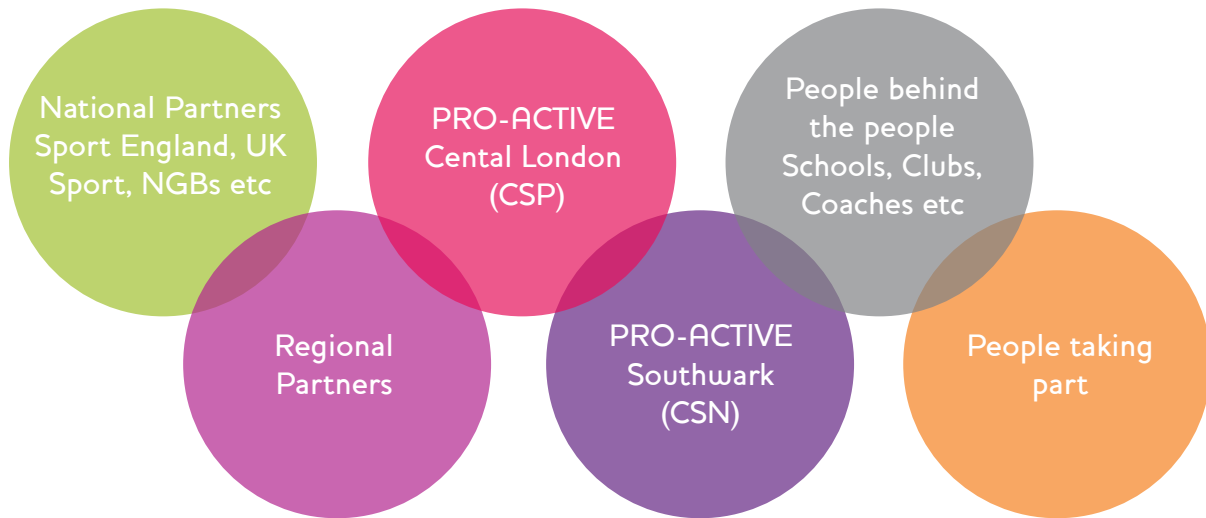 National Partners
Sport England, UK
Sport, NGBs etc
Regional
Partners
PRO-ACTIVE
Cental London
(CSP)
PRO-ACTIVE
Southwark
(CSN)
People behind
the people
Schools, Clubs,
Coaches etc
People taking
part